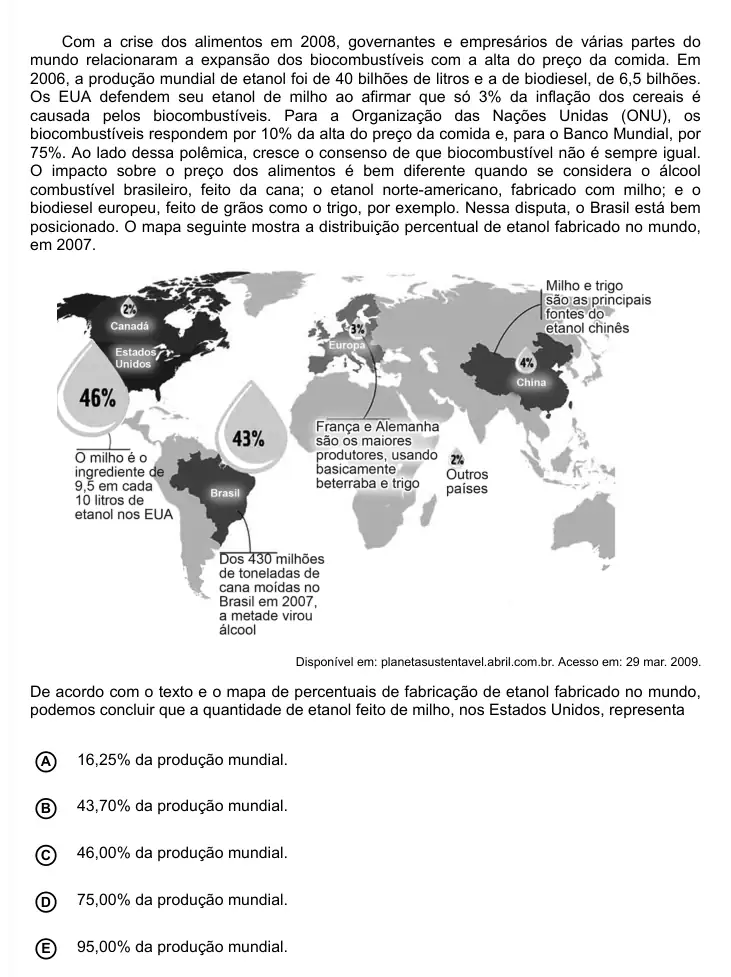 Com a crise dos alimentos em 2008, governantes e empresários de várias partes do
mundo relacionaram a expansão dos biocombustíveis com a alta do preço da comida. Em
2006, a produção mundial de etanol foi de 40 bilhões de litros e a de biodiesel, de 6,5 bilhões.
Os EUA defendem seu etanol de milho ao afirmar que só 3% da inflação dos cereais é
causada pelos biocombustíveis. Para a Organização das Nações Unidas (ONU), os
biocombustíveis respondem por 10% da alta do preço da comida e, para o Banco Mundial, por
75%. Ao lado dessa polêmica, cresce o consenso de que biocombustível não é sempre igual.
O impacto sobre o preço dos alimentos é bem diferente quando se considera o álcool
combustível brasileiro, feito da cana; o etanol norte-americano, fabricado com milho; e o
biodiesel europeu, feito de grãos como o trigo, por exemplo. Nessa disputa, o Brasil está bem
posicionado. O mapa seguinte mostra a distribuição percentual de etanol fabricado no mundo,
em 2007.
Milho e trigo
são as principais
fontes do
etanol chinês
2%
Canadá
Estados
Unidos
46%
3%
Europa
4%
China
43%
Brasil
França e Alemanha
são os maiores
produtores, usando
basicamente
beterraba e trigo
2%
Outros
países
O milho é o
ingrediente de
9,5 em cada
10 litros de
etanol nos EUA
Dos 430 milhões
de toneladas de
cana moídas no
Brasil em 2007,
a metade virou
álcool
Disponível em: planetasustentavel.abril.com.br. Acesso em: 29 mar. 2009.
De acordo com o texto e o mapa de percentuais de fabricação de etanol fabricado no mundo,
podemos concluir que a quantidade de etanol feito de milho, nos Estados Unidos, representa
A 16,25% da produção mundial.
B 43,70% da produção mundial.
C 46,00% da produção mundial.
D 75,00% da produção mundial.
E 95,00% da produção mundial.